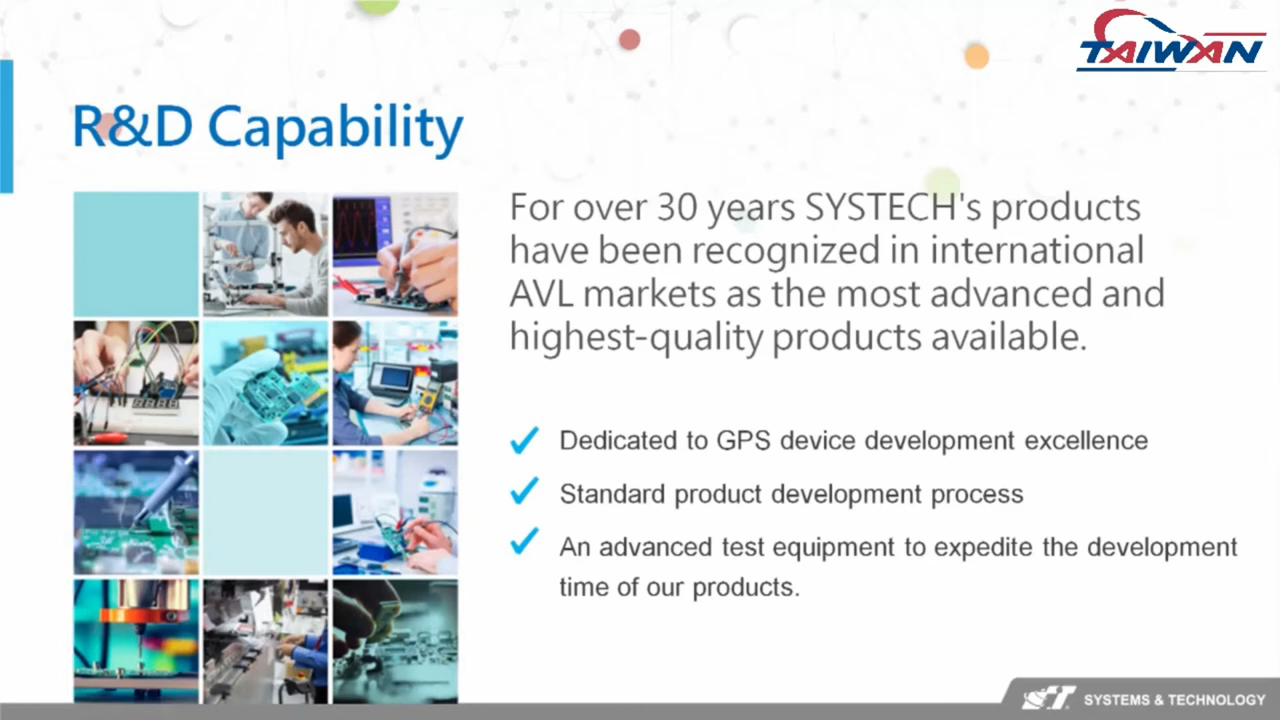 TAIWAN
R&D Capability
For over 30 years SYSTECH's products
have been recognized in international
AVL markets as the most advanced and
highest-quality products available.
Dedicated to GPS device development excellence
Standard product development process
An advanced test equipment to expedite the development
time of our products.
SYSTEMS & TECHNOLOGY